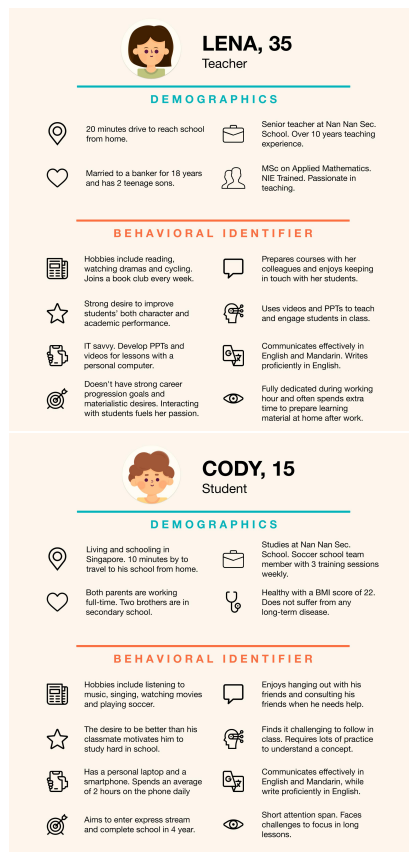 LENA, 35
Teacher
DEMOGRAPHICS
20 minutes drive to reach school
from home.
Senior teacher at Nan Nan Sec.
School. Over 10 years teaching
experience.
Married to a banker for 18 years
and has 2 teenage sons.
MSc on Applied Mathematics.
NIE Trained. Passionate in
teaching.
BEHAVIORAL IDENTIFIER
Hobbies include reading,
watching dramas and cycling.
Joins a book club every week.
Prepares courses with her
colleagues and enjoys keeping
in touch with her students.
Strong desire to improve
students' both character and
academic performance.
Uses videos and PPTs to teach
and engage students in class.
IT savvy. Develop PPTs and
videos for lessons with a
personal computer.
Communicates effectively in
English and Mandarin. Writes
proficiently in English.
Doesn't have strong career
progression goals and
materialistic desires. Interacting
with students fuels her passion.
Fully dedicated during working
hour and often spends extra
time to prepare learning
material at home after work.
CODY, 15
Student
DEMOGRAPHICS
Living and schooling in
Singapore. 10 minutes by to
travel to his school from home.
Studies at Nan Nan Sec.
School. Soccer school team
member with 3 training sessions
weekly.
Both parents are working
full-time. Two brothers are in
secondary school.
Healthy with a BMI score of 22.
Does not suffer from any
long-term disease.
BEHAVIORAL IDENTIFIER
Hobbies include listening to
music, singing, watching movies
and playing soccer.
Enjoys hanging out with his
friends and consulting his
friends when he needs help.
The desire to be better than his
classmate motivates him to
study hard in school.
Finds it challenging to follow in
class. Requires lots of practice
to understand a concept.
Has a personal laptop and a
smartphone. Spends an average
of 2 hours on the phone daily
Communicates effectively in
English and Mandarin, while
write proficiently in English.
Aims to enter express stream
and complete school in 4 year.
Short attention span. Faces
challenges to focus in long
lessons.